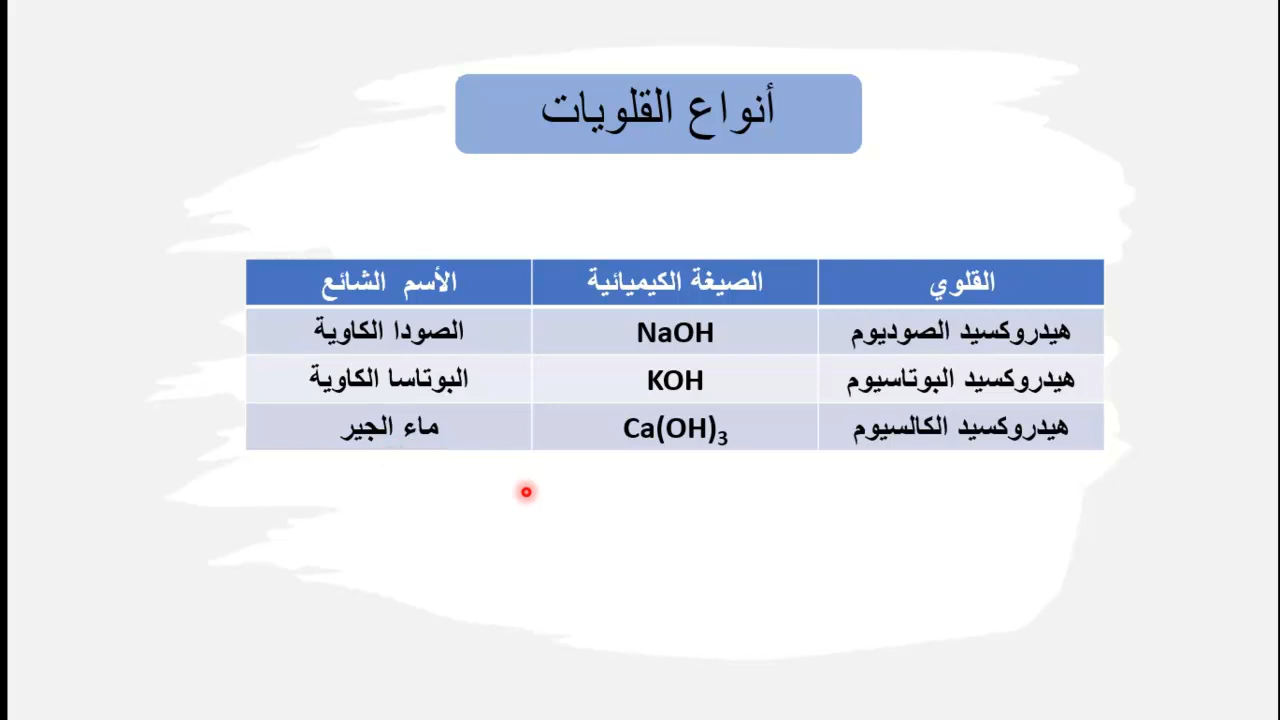 أنواع القلويات
القلوي الصيغة الكيميائية الأسم الشائع
هيدروكسيد الصوديوم NaOH الصودا الكاوية
هيدروكسيد البوتاسيوم KOH البوتاسا الكاوية
هيدروكسيد الكالسيوم Ca(OH)₃ ماء الجير